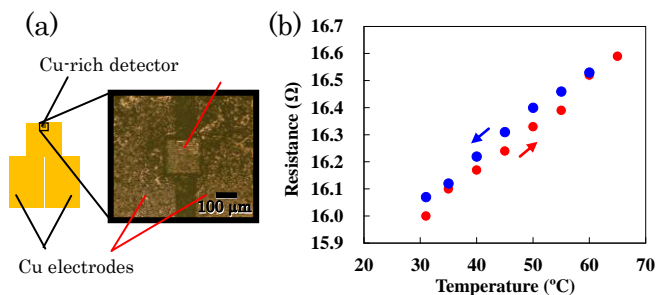 (a)
Cu-rich detector
100 μm
Cu electrodes
(b)
Resistance (Ω)
16.7
16.6
16.5
16.4
16.3
16.2
16.1
16.0
15.9
20
30
40
50
60
70
Temperature (ºC)